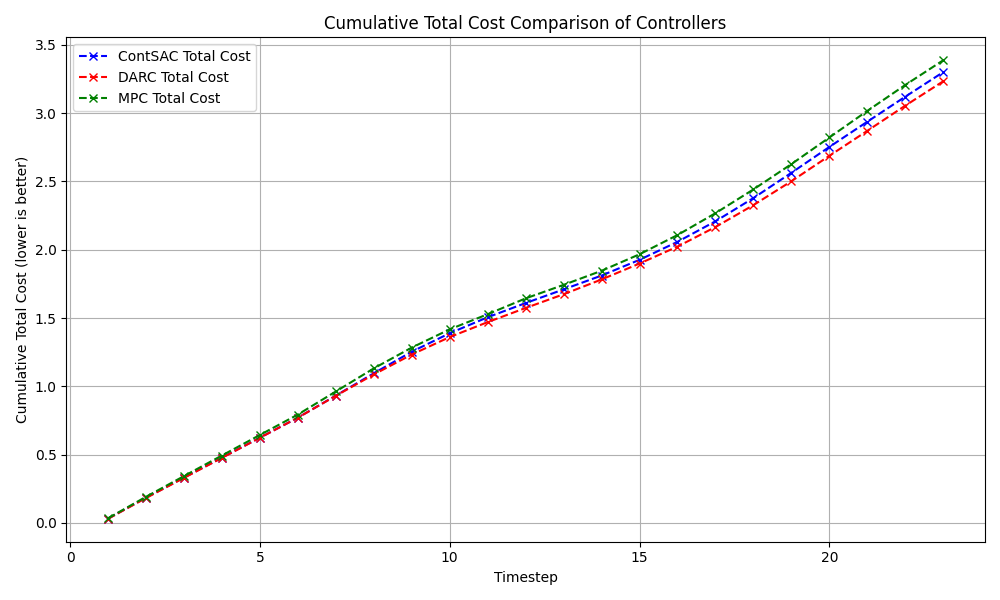 Cumulative Total Cost Comparison of Controllers
ContSAC Total Cost
DARC Total Cost
MPC Total Cost
Cumulative Total Cost (lower is better)
3.5
3.0
2.5
2.0
1.5
1.0
0.5
0.0
0
5
10
15
20
Timestep